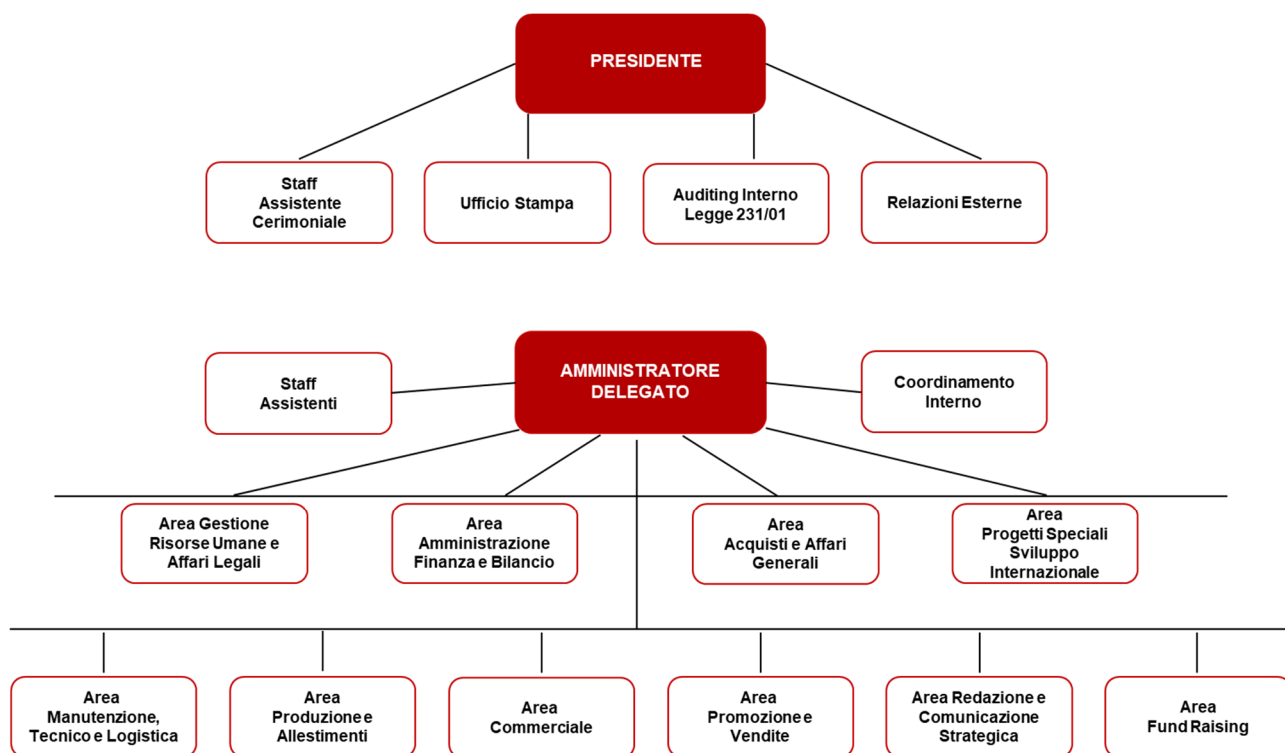 PRESIDENTE
Staff
Assistente
Cerimoniale
Ufficio Stampa
Auditing Interno
Legge 231/01
Relazioni Esterne
Staff
Assistenti
AMMINISTRATORE
DELEGATO
Coordinamento
Interno
Area Gestione
Risorse Umane e
Affari Legali
Area
Amministrazione
Finanza e Bilancio
Area
Acquisti e Affari
Generali
Area
Progetti Speciali
Sviluppo
Internazionale
Area
Manutenzione,
Tecnico e Logistica
Area
Produzione e
Allestimenti
Area
Commerciale
Area
Promozione e
Vendite
Area Redazione e
Comunicazione
Strategica
Area
Fund Raising